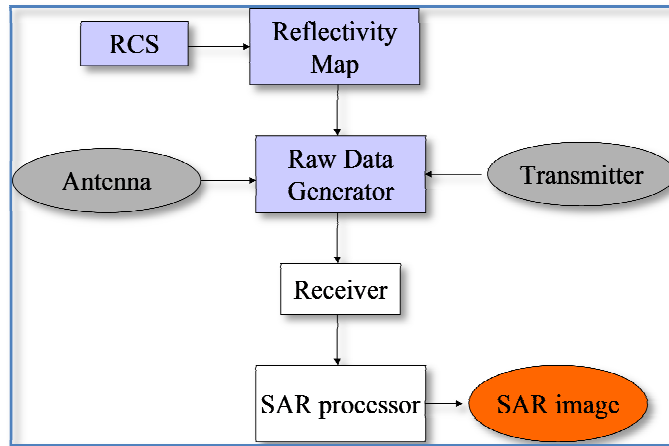 RCS
Reflectivity
Map
Antenna
Raw Data
Generator
Transmitter
Receiver
SAR processor
SAR image